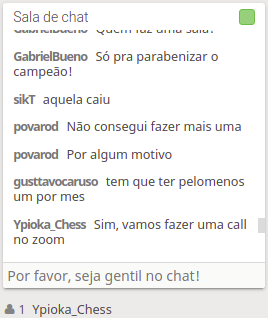 Sala de chat
GabrielBueno Quem faz uma sala?
GabrielBueno Só pra parabenizar o
campeão!
sikT aquela caiu
povarod Não consegui fazer mais uma
povarod Por algum motivo
gusttavocaruso tem que ter pelomenos
um por mes
Ypioka_Chess Sim, vamos fazer uma call
no zoom
Por favor, seja gentil no chat!
1 Ypioka_Chess